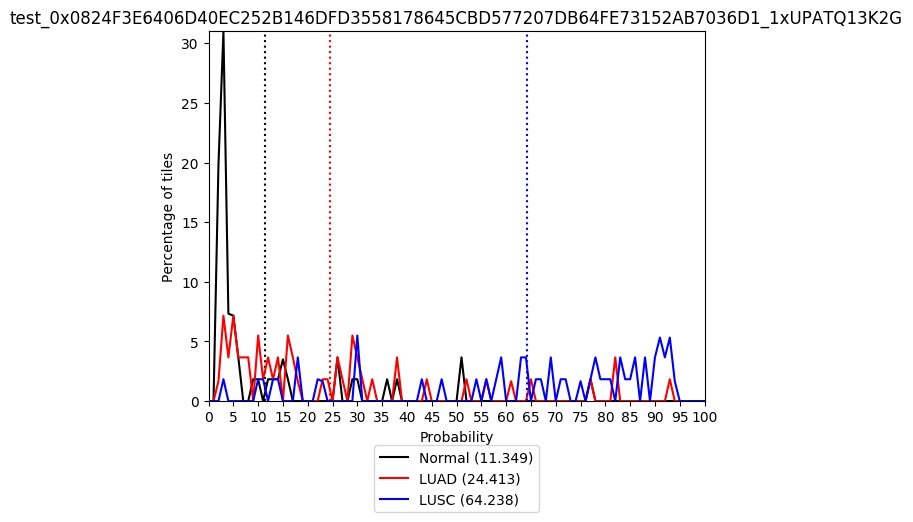 test_0x0824F3E6406D40EC252B146DFD3558178645CBD577207DB64FE73152AB7036D1_1xUPATQ13K2G
30
25
20
15
10
5
0
Percentage of tiles
0 5 10 15 20 25 30 35 40 45 50 55 60 65 70 75 80 85 90 95 100
Probability
Normal (11.349)
LUAD (24.413)
LUSC (64.238)